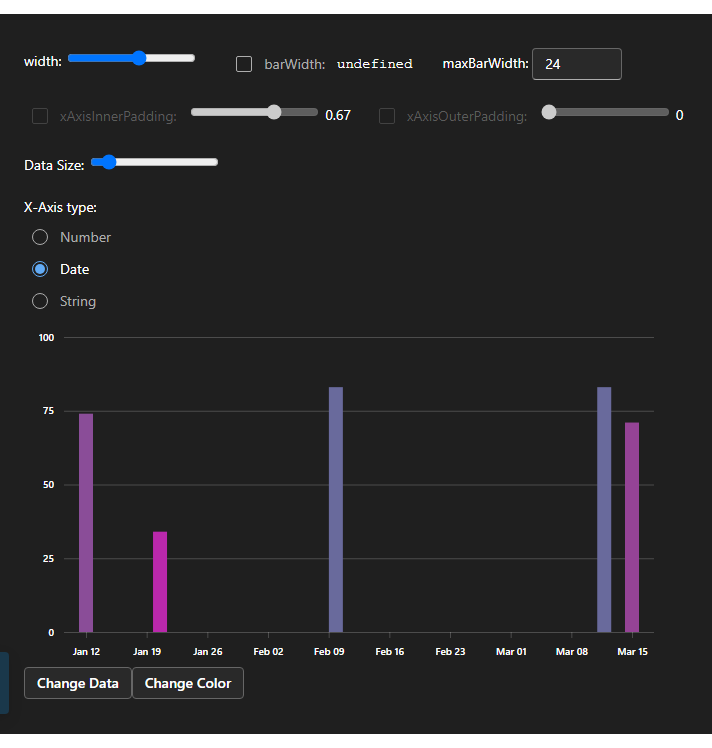 width: barWidth: undefined maxBarWidth: 24
xAxisInnerPadding: 0.67 xAxisOuterPadding: 0
Data Size:
X-Axis type:
Number
Date
String
100
75
50
25
0
Jan 12 Jan 19 Jan 26 Feb 02 Feb 09 Feb 16 Feb 23 Mar 01 Mar 08 Mar 15
Change Data Change Color